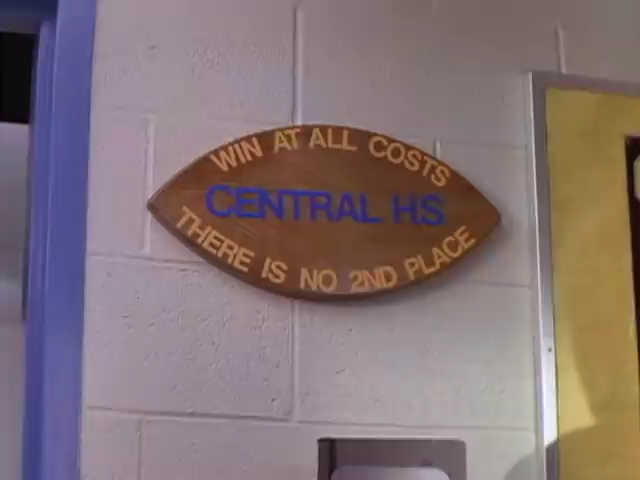 WIN AT ALL COSTS
CENTRAL HS
THERE IS NO 2ND PLACE